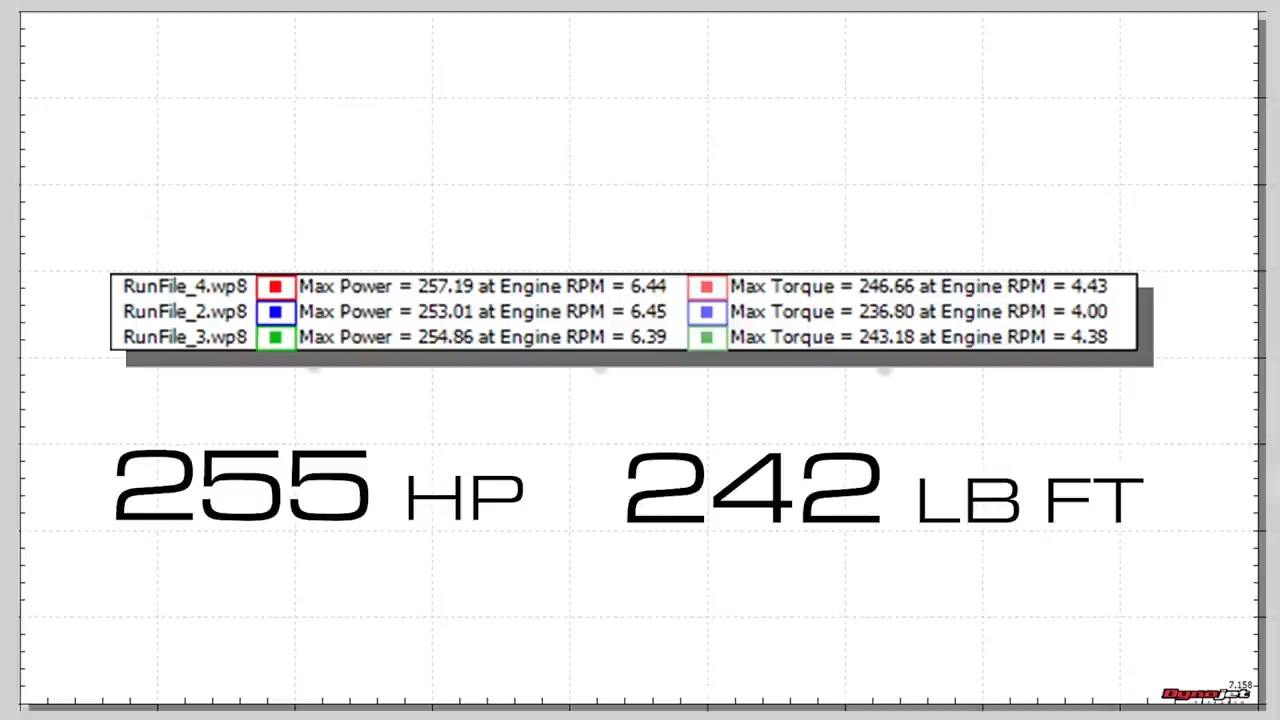 RunFile_4.wp8 Max Power = 257.19 at Engine RPM = 6.44 Max Torque = 246.66 at Engine RPM = 4.43
RunFile_2.wp8 Max Power = 253.01 at Engine RPM = 6.45 Max Torque = 236.80 at Engine RPM = 4.00
RunFile_3.wp8 Max Power = 254.86 at Engine RPM = 6.39 Max Torque = 243.18 at Engine RPM = 4.38
255 HP 242 LB FT
7.158
Dynojet